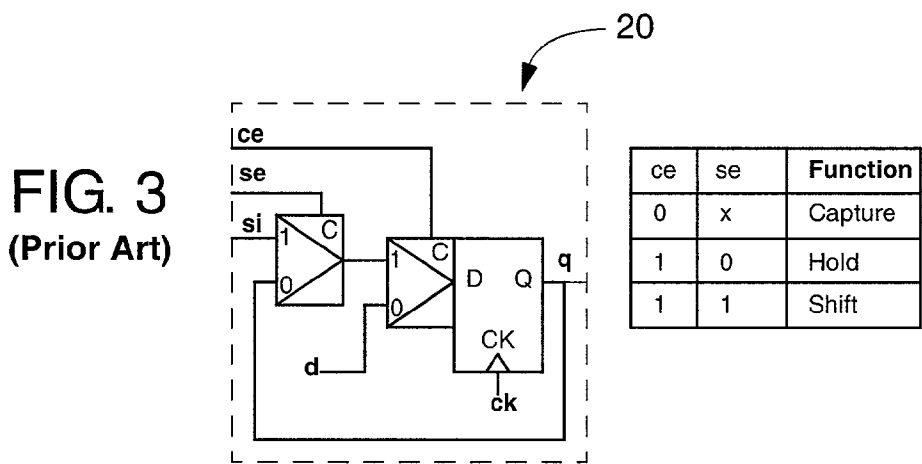 20
FIG. 3
(Prior Art)
ce
se
si
1
C
0
1
C
0
d
D
Q
CK
ck
q
ce se Function
0 x Capture
1 0 Hold
1 1 Shift